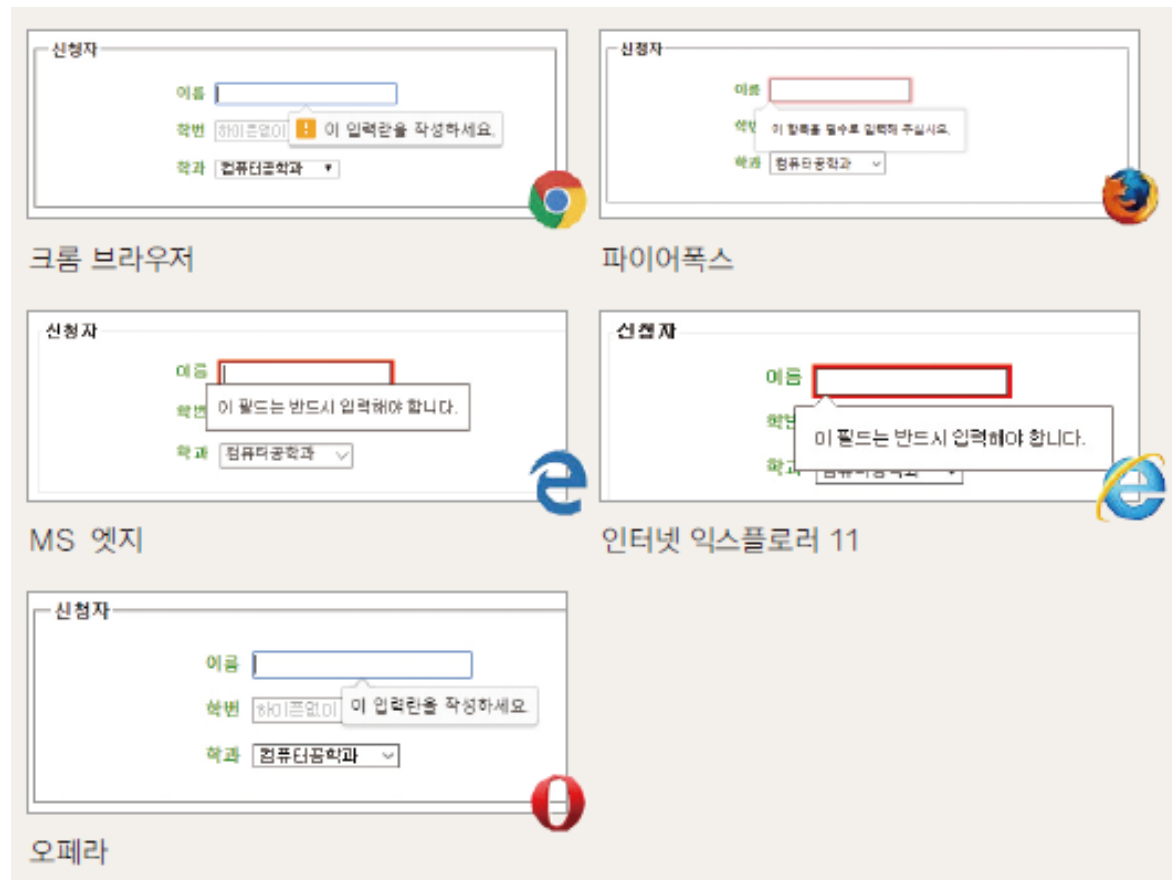 신청자
이름
학번 하이픈없이 ! 이 입력란을 작성하세요.
학과 컴퓨터공학과
크롬 브라우저
신청자
이름
학번 이 항목을 필수로 입력해 주십시오.
학과 컴퓨터공학과
파이어폭스
신청자
이름
학번 이 필드는 반드시 입력해야 합니다.
학과 컴퓨터공학과
MS 엣지
신청자
이름
학번 이 필드는 반드시 입력해야 합니다.
학과 컴퓨터공학과
인터넷 익스플로러 11
신청자
이름
학번 하이픈없이 이 입력란을 작성하세요.
학과 컴퓨터공학과
오페라